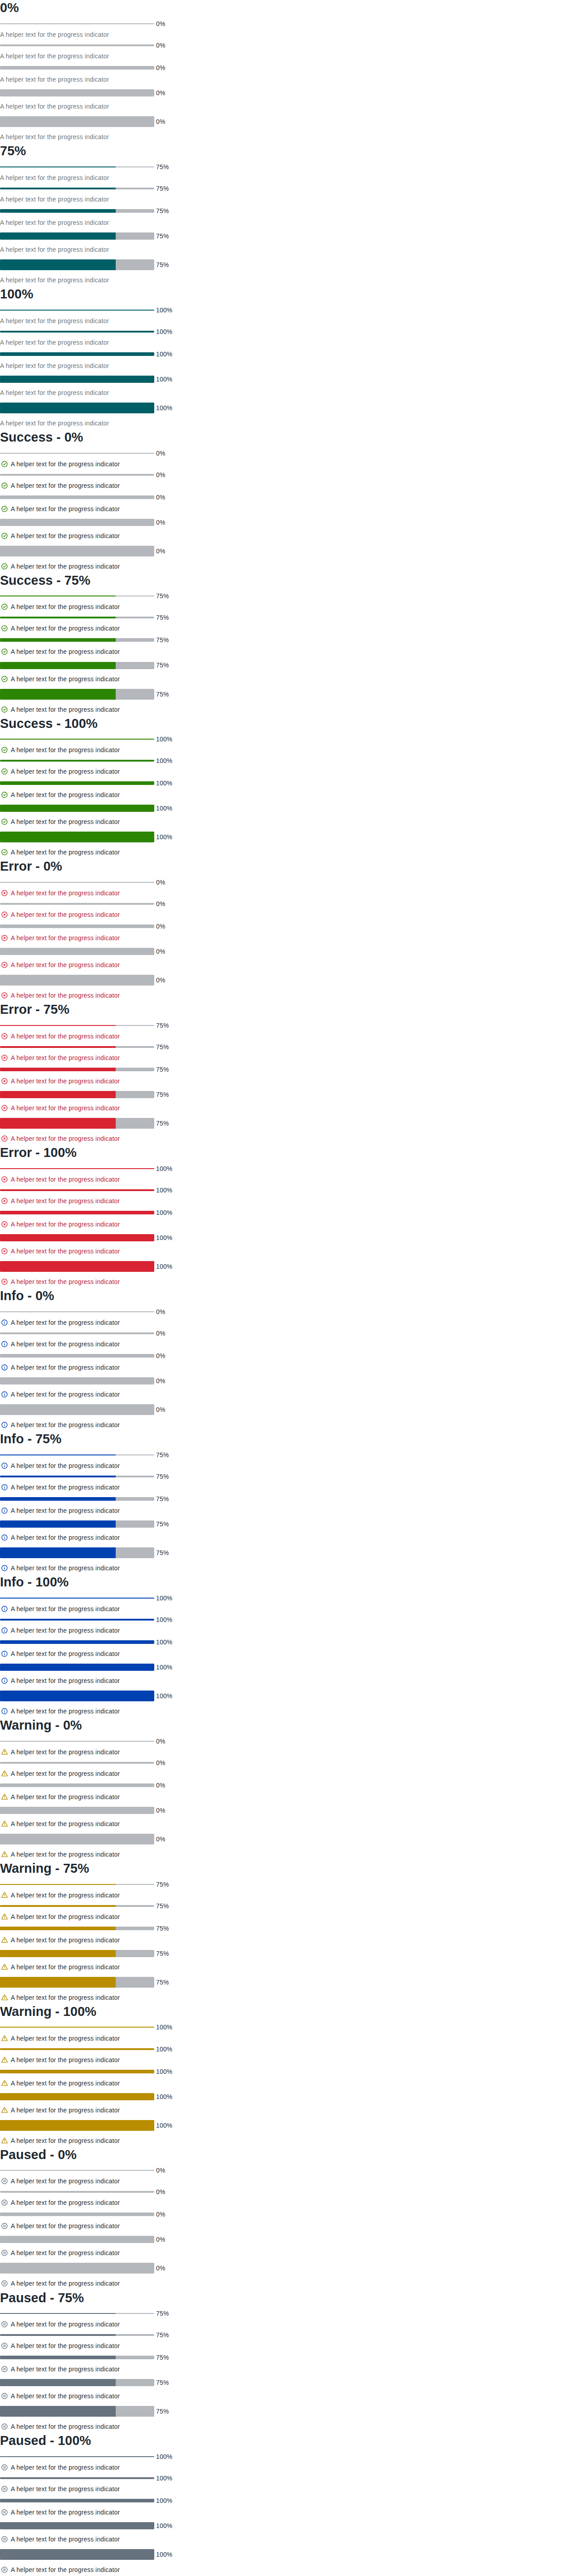 0%
0%
A helper text for the progress indicator
0%
A helper text for the progress indicator
0%
A helper text for the progress indicator
0%
A helper text for the progress indicator
0%
A helper text for the progress indicator
75%
75%
A helper text for the progress indicator
75%
A helper text for the progress indicator
75%
A helper text for the progress indicator
75%
A helper text for the progress indicator
75%
A helper text for the progress indicator
100%
100%
A helper text for the progress indicator
100%
A helper text for the progress indicator
100%
A helper text for the progress indicator
100%
A helper text for the progress indicator
100%
A helper text for the progress indicator
Success - 0%
0%
A helper text for the progress indicator
0%
A helper text for the progress indicator
0%
A helper text for the progress indicator
0%
A helper text for the progress indicator
0%
A helper text for the progress indicator
Success - 75%
75%
A helper text for the progress indicator
75%
A helper text for the progress indicator
75%
A helper text for the progress indicator
75%
A helper text for the progress indicator
75%
A helper text for the progress indicator
Success - 100%
100%
A helper text for the progress indicator
100%
A helper text for the progress indicator
100%
A helper text for the progress indicator
100%
A helper text for the progress indicator
100%
A helper text for the progress indicator
Error - 0%
0%
A helper text for the progress indicator
0%
A helper text for the progress indicator
0%
A helper text for the progress indicator
0%
A helper text for the progress indicator
0%
A helper text for the progress indicator
Error - 75%
75%
A helper text for the progress indicator
75%
A helper text for the progress indicator
75%
A helper text for the progress indicator
75%
A helper text for the progress indicator
75%
A helper text for the progress indicator
Error - 100%
100%
A helper text for the progress indicator
100%
A helper text for the progress indicator
100%
A helper text for the progress indicator
100%
A helper text for the progress indicator
100%
A helper text for the progress indicator
Info - 0%
0%
A helper text for the progress indicator
0%
A helper text for the progress indicator
0%
A helper text for the progress indicator
0%
A helper text for the progress indicator
0%
A helper text for the progress indicator
Info - 75%
75%
A helper text for the progress indicator
75%
A helper text for the progress indicator
75%
A helper text for the progress indicator
75%
A helper text for the progress indicator
75%
A helper text for the progress indicator
Info - 100%
100%
A helper text for the progress indicator
100%
A helper text for the progress indicator
100%
A helper text for the progress indicator
100%
A helper text for the progress indicator
100%
A helper text for the progress indicator
Warning - 0%
0%
A helper text for the progress indicator
0%
A helper text for the progress indicator
0%
A helper text for the progress indicator
0%
A helper text for the progress indicator
0%
A helper text for the progress indicator
Warning - 75%
75%
A helper text for the progress indicator
75%
A helper text for the progress indicator
75%
A helper text for the progress indicator
75%
A helper text for the progress indicator
75%
A helper text for the progress indicator
Warning - 100%
100%
A helper text for the progress indicator
100%
A helper text for the progress indicator
100%
A helper text for the progress indicator
100%
A helper text for the progress indicator
100%
A helper text for the progress indicator
Paused - 0%
0%
A helper text for the progress indicator
0%
A helper text for the progress indicator
0%
A helper text for the progress indicator
0%
A helper text for the progress indicator
0%
A helper text for the progress indicator
Paused - 75%
75%
A helper text for the progress indicator
75%
A helper text for the progress indicator
75%
A helper text for the progress indicator
75%
A helper text for the progress indicator
75%
A helper text for the progress indicator
Paused - 100%
100%
A helper text for the progress indicator
100%
A helper text for the progress indicator
100%
A helper text for the progress indicator
100%
A helper text for the progress indicator
100%
A helper text for the progress indicator